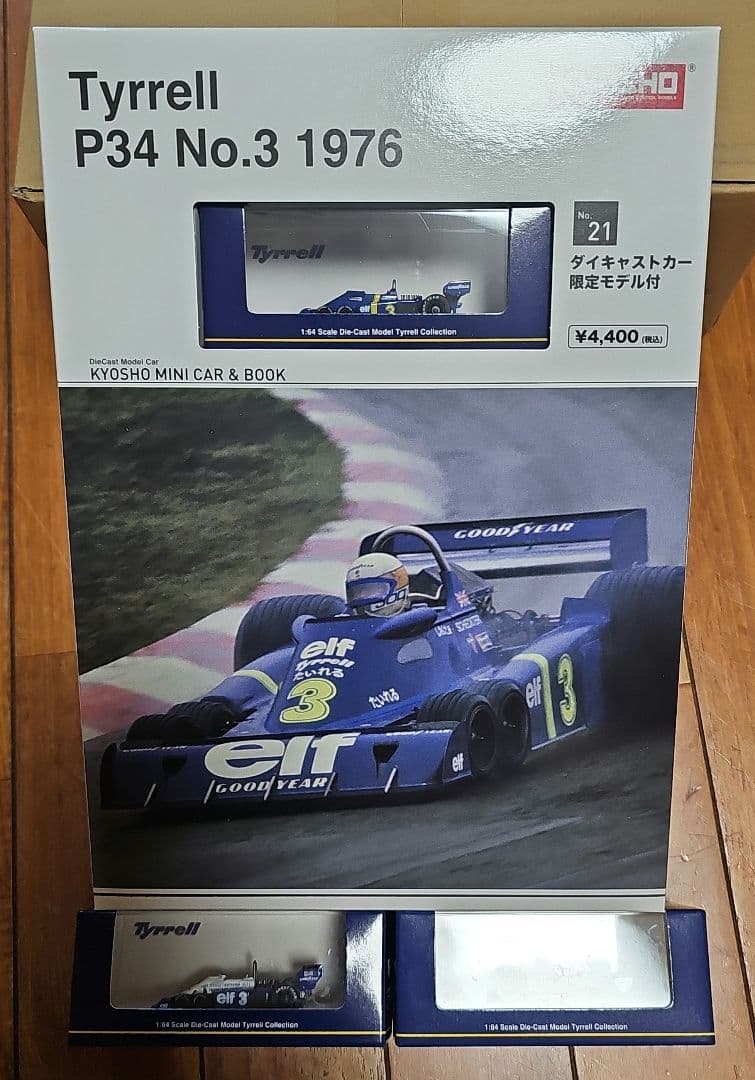 Tyrrell
P34 No.3 1976
HO
®
No.
21
ダイキャストカー
限定モデル付
¥4,400(税込)
Tyrrell
elf 3
1:64 Scale Die-Cast Model Tyrrell Collection
DieCast Model Car
KYOSHO MINI CAR & BOOK
GOODYEAR
elf
Tyrrell
たいれる
3
たいれる
elf 3
elf
GOODYEAR
elf
Tyrrell
elf 3
1:64 Scale Die-Cast Model Tyrrell Collection
1:64 Scale Die-Cast Model Tyrrell Collection